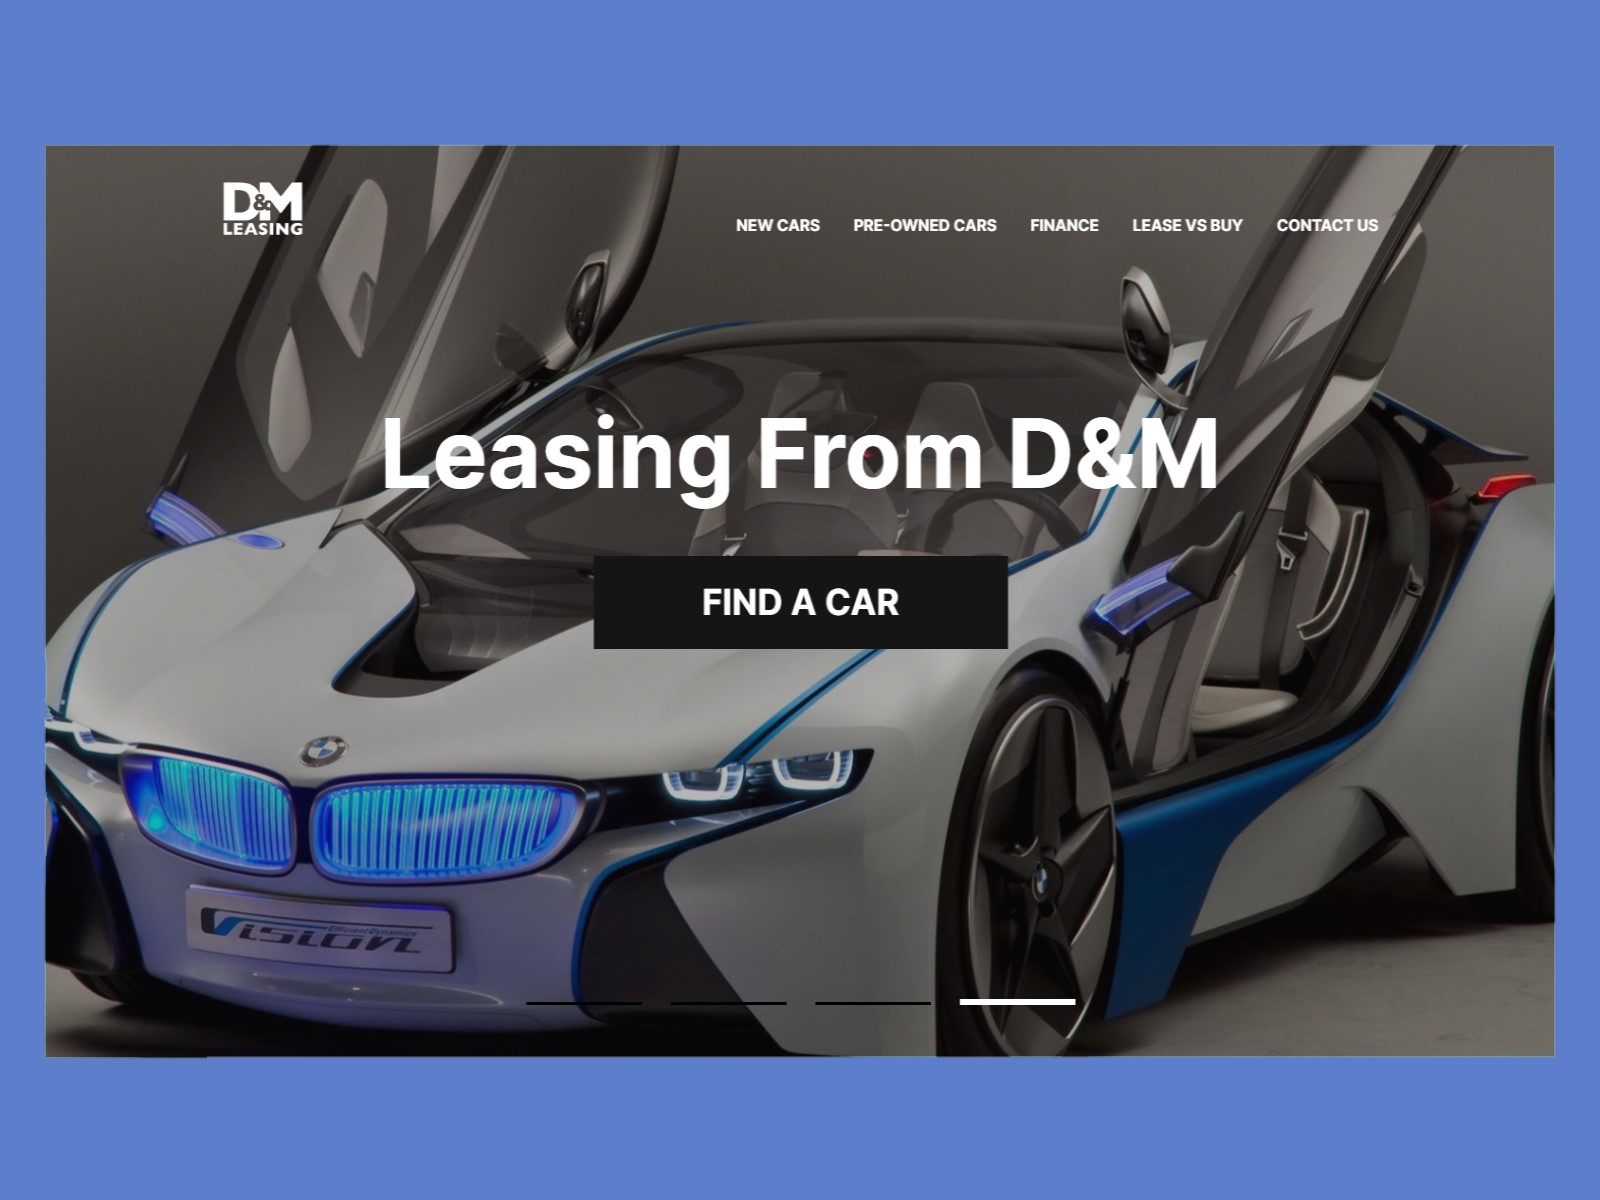 D&M
LEASING
NEW CARS PRE-OWNED CARS FINANCE LEASE VS BUY CONTACT US
Leasing From D&M
FIND A CAR
EfficientDynamics
Vision